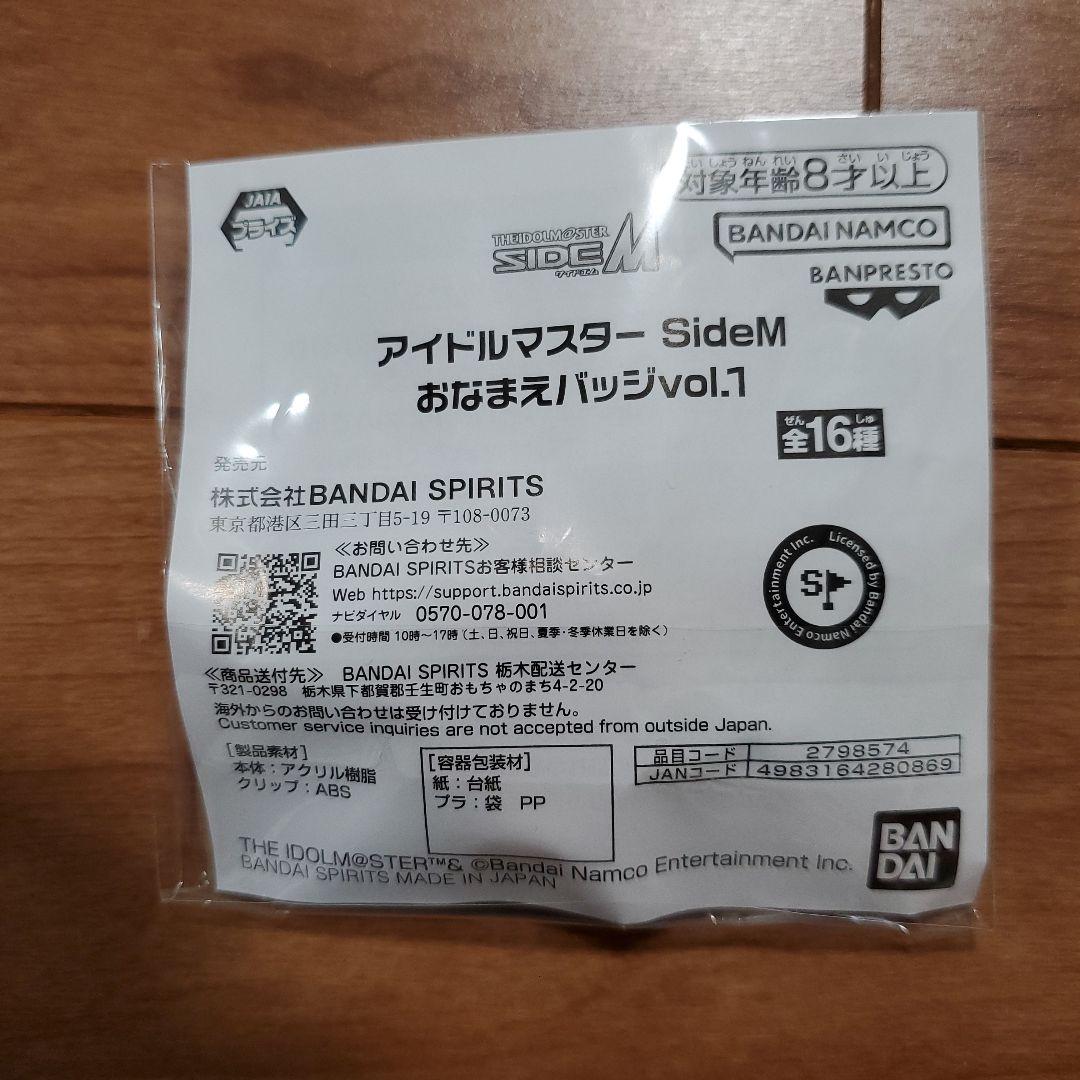 JAIA
プライズ
たいしょうねんれい さいいじょう
対象年齢8才以上
THE IDOLM@STER
SIDEM
サイドエム
BANDAI NAMCO
BANPRESTO
アイドルマスター SideM
おなまえバッジvol.1
ぜん しゅ
全16種
発売元
株式会社BANDAI SPIRITS
東京都港区三田三丁目5-19 〒108-0073
≪お問い合わせ先≫
BANDAI SPIRITSお客様相談センター
Web https://support.bandaispirits.co.jp
ナビダイヤル 0570-078-001
●受付時間 10時〜17時(土、日、祝日、夏季・冬季休業日を除く)
Licensed by Bandai Namco Entertainment Inc.
S
≪商品送付先≫ BANDAI SPIRITS 栃木配送センター
〒321-0298 栃木県下都賀郡壬生町おもちゃのまち4-2-20
海外からのお問い合わせは受け付けておりません。
Customer service inquiries are not accepted from outside Japan.
[製品素材]
本体:アクリル樹脂
クリップ:ABS
[容器包装材]
紙:台紙
プラ:袋 PP
品目コード 2798574
JANコード 4983164280869
THE IDOLM@STER™& ©Bandai Namco Entertainment Inc.
BANDAI SPIRITS MADE IN JAPAN
BAN
DAI